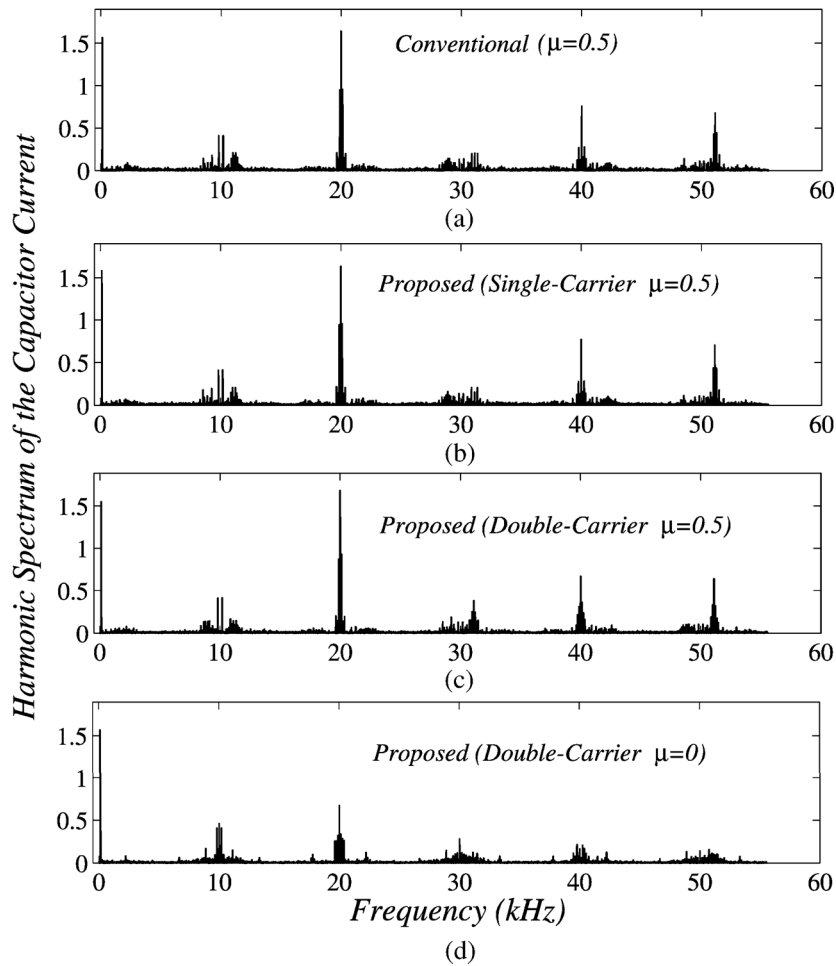 Harmonic Spectrum of the Capacitor Current
Conventional (μ=0.5)
1.5
1
0.5
0
0 10 20 30 40 50 60
(a)
Proposed (Single-Carrier μ=0.5)
1.5
1
0.5
0
0 10 20 30 40 50 60
(b)
Proposed (Double-Carrier μ=0.5)
1.5
1
0.5
0
0 10 20 30 40 50 60
(c)
Proposed (Double-Carrier μ=0)
1.5
1
0.5
0
0 10 20 30 40 50 60
Frequency (kHz)
(d)